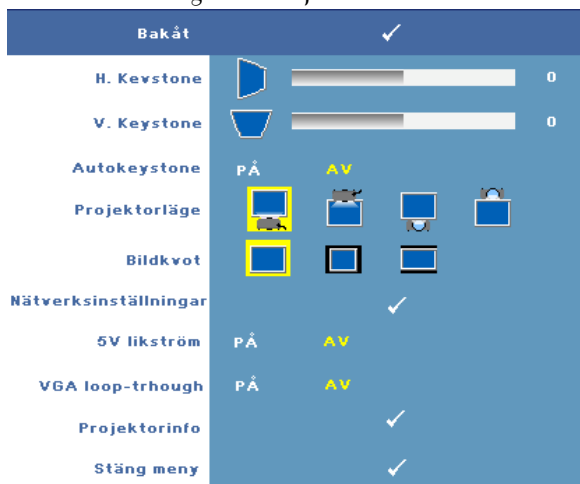 Bakåt
H. Kevstone 0
V. Keystone 0
Autokeystone PÅ AV
Projektorläge
Bildkvot
Nätverksinställningar
5V likström PÅ AV
VGA loop-trhough PÅ AV
Projektorinfo
Stäng meny